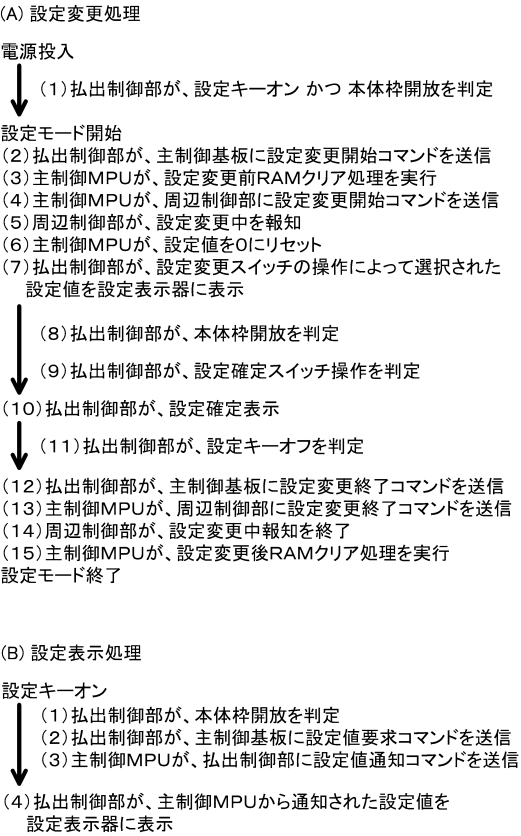 (A) 設定変更処理
電源投入
(1)払出制御部が、設定キーオン かつ 本体枠開放を判定
設定モード開始
(2)払出制御部が、主制御基板に設定変更開始コマンドを送信
(3)主制御MPUが、設定変更前RAMクリア処理を実行
(4)主制御MPUが、周辺制御部に設定変更開始コマンドを送信
(5)周辺制御部が、設定変更中を報知
(6)主制御MPUが、設定値を0にリセット
(7)払出制御部が、設定変更スイッチの操作によって選択された
設定値を設定表示器に表示
(8)払出制御部が、本体枠開放を判定
(9)払出制御部が、設定確定スイッチ操作を判定
(10)払出制御部が、設定確定表示
(11)払出制御部が、設定キーオフを判定
(12)払出制御部が、主制御基板に設定変更終了コマンドを送信
(13)主制御MPUが、周辺制御部に設定変更終了コマンドを送信
(14)周辺制御部が、設定変更中報知を終了
(15)主制御MPUが、設定変更後RAMクリア処理を実行
設定モード終了
(B) 設定表示処理
設定キーオン
(1)払出制御部が、本体枠開放を判定
(2)払出制御部が、主制御基板に設定値要求コマンドを送信
(3)主制御MPUが、払出制御部に設定値通知コマンドを送信
(4)払出制御部が、主制御MPUから通知された設定値を
設定表示器に表示